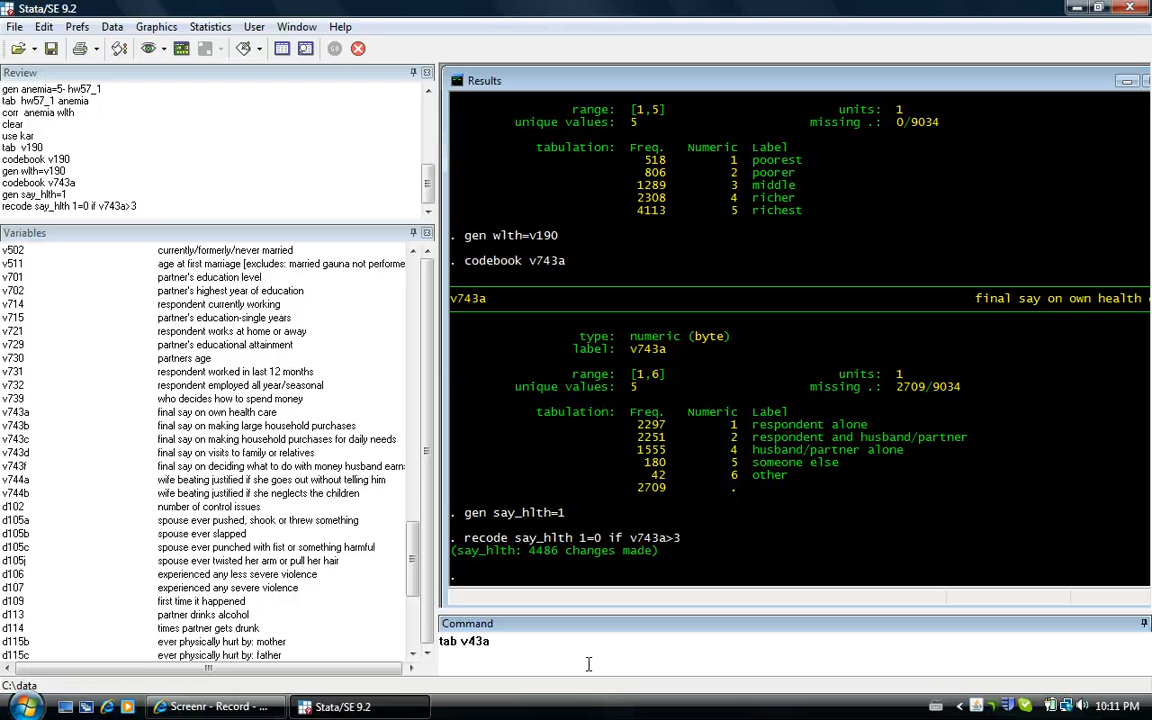 Stata/SE 9.2
File Edit Prefs Data Graphics Statistics User Window Help
Review
gen anemia=5- hw57_1
tab hw57_1 anemia
corr anemia wlth
clear
use kar
tab v190
codebook v190
gen wlth=v190
codebook v743a
gen say_hlth=1
recode say_hlth 1=0 if v743a>3
Variables
v502 currently/formerly/never married
v511 age at first marriage [excludes: married gauna not performe
v701 partner's education level
v702 partner's highest year of education
v714 respondent currently working
v715 partner's education-single years
v721 respondent works at home or away
v729 partner's educational attainment
v730 partners age
v731 respondent worked in last 12 months
v732 respondent employed all year/seasonal
v739 who decides how to spend money
v743a final say on own health care
v743b final say on making large household purchases
v743c final say on making household purchases for daily needs
v743d final say on visits to family or relatives
v743f final say on deciding what to do with money husband earn:
v744a wife beating justified if she goes out without telling him
v744b wife beating justified if she neglects the children
d102 number of control issues
d105a spouse ever pushed, shook or threw something
d105b spouse ever slapped
d105c spouse ever punched with fist or something harmful
d105j spouse ever twisted her arm or pull her hair
d106 experienced any less severe violence
d107 experienced any severe violence
d109 first time it happened
d113 partner drinks alcohol
d114 times partner gets drunk
d115b ever physically hurt by: mother
d115c ever physically hurt by: father
Results
range: [1,5] units: 1
unique values: 5 missing .: 0/9034
tabulation: Freq. Numeric Label
518 1 poorest
806 2 poorer
1289 3 middle
2308 4 richer
4113 5 richest
. gen wlth=v190
. codebook v743a
v743a final say on own health
type: numeric (byte)
label: v743a
range: [1,6] units: 1
unique values: 5 missing .: 2709/9034
tabulation: Freq. Numeric Label
2297 1 respondent alone
2251 2 respondent and husband/partner
1555 4 husband/partner alone
180 5 someone else
42 6 other
2709 .
. gen say_hlth=1
. recode say_hlth 1=0 if v743a>3
(say_hlth: 4486 changes made)
.
Command
tab v43a
C:\data
Screenr - Record - ... Stata/SE 9.2 10:11 PM